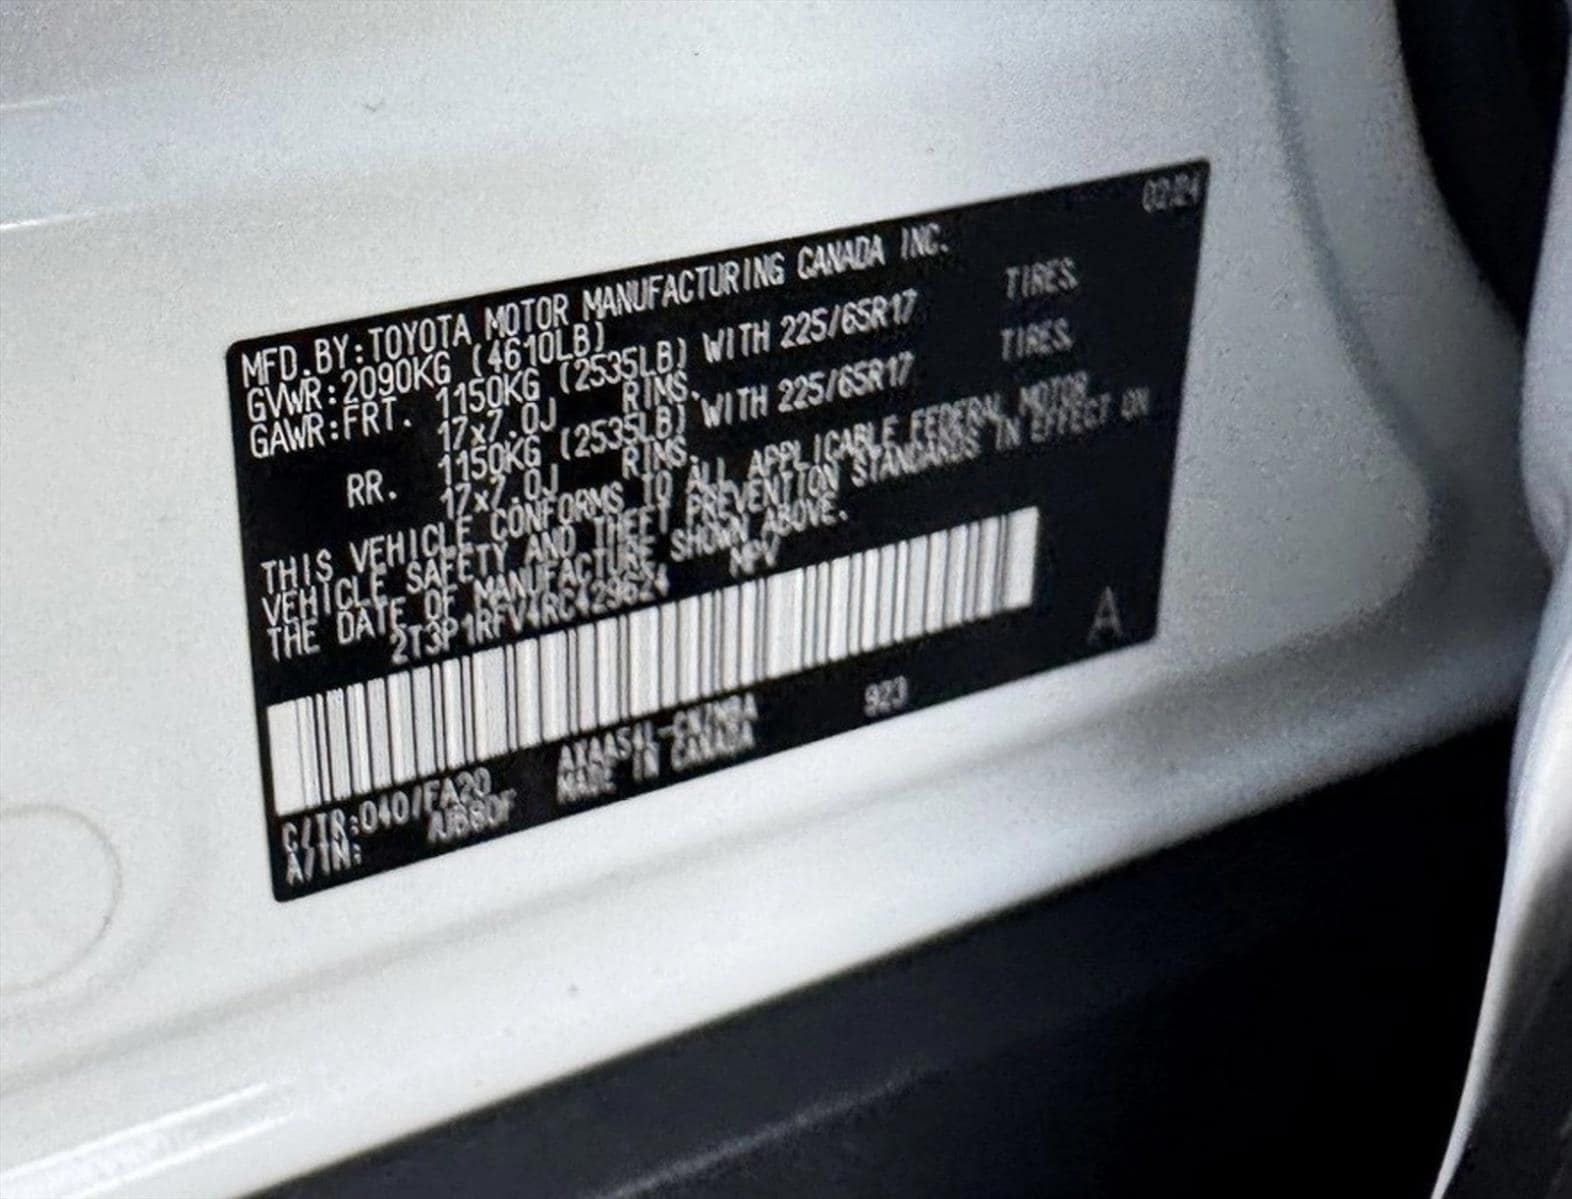 02/24
MFD. BY: TOYOTA MOTOR MANUFACTURING CANADA INC.
GVWR: 2090KG (4610LB)
GAWR: FRT. 1150KG (2535LB) WITH 225/65R17 TIRES,
17x7.0J RIMS.
RR. 1150KG (2535LB) WITH 225/65R17 TIRES,
17x7.0J RIMS.
THIS VEHICLE CONFORMS TO ALL APPLICABLE FEDERAL MOTOR
VEHICLE SAFETY AND THEFT PREVENTION STANDARDS IN EFFECT ON
THE DATE OF MANUFACTURE SHOWN ABOVE.
2T3P1RFV4RC429624 MPV
A
C/TR: 040/FA20
923
A/TN:
MADE IN CANADA